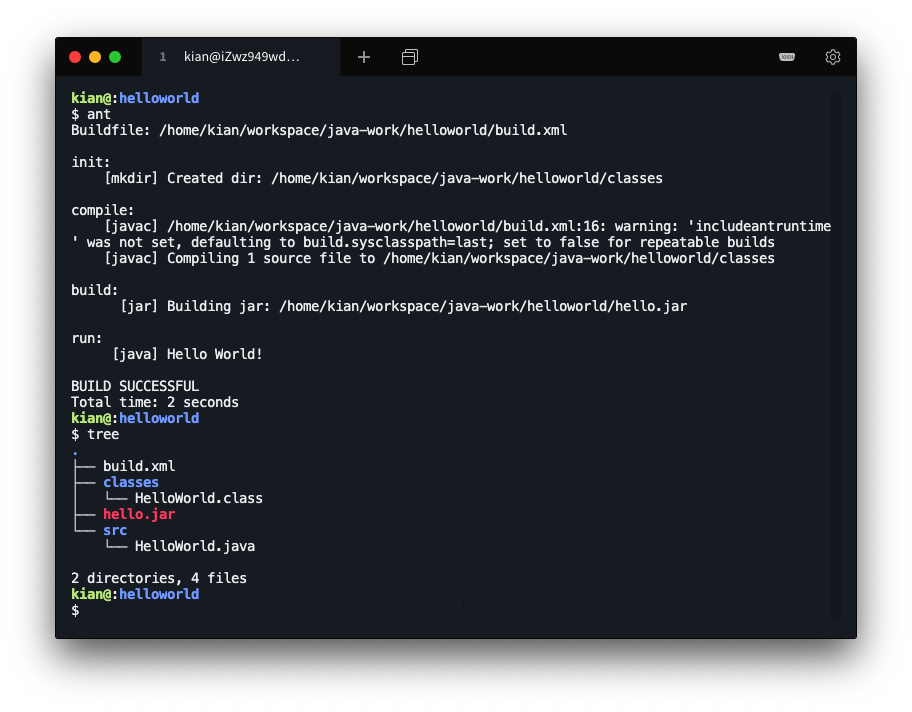 1 kian@iZwz949wd...
kian@:helloworld
$ ant
Buildfile: /home/kian/workspace/java-work/helloworld/build.xml
init:
    [mkdir] Created dir: /home/kian/workspace/java-work/helloworld/classes
compile:
    [javac] /home/kian/workspace/java-work/helloworld/build.xml:16: warning: 'includeantruntime
' was not set, defaulting to build.sysclasspath=last; set to false for repeatable builds
    [javac] Compiling 1 source file to /home/kian/workspace/java-work/helloworld/classes
build:
      [jar] Building jar: /home/kian/workspace/java-work/helloworld/hello.jar
run:
     [java] Hello World!
BUILD SUCCESSFUL
Total time: 2 seconds
kian@:helloworld
$ tree
.
├── build.xml
├── classes
│   └── HelloWorld.class
├── hello.jar
└── src
    └── HelloWorld.java
2 directories, 4 files
kian@:helloworld
$